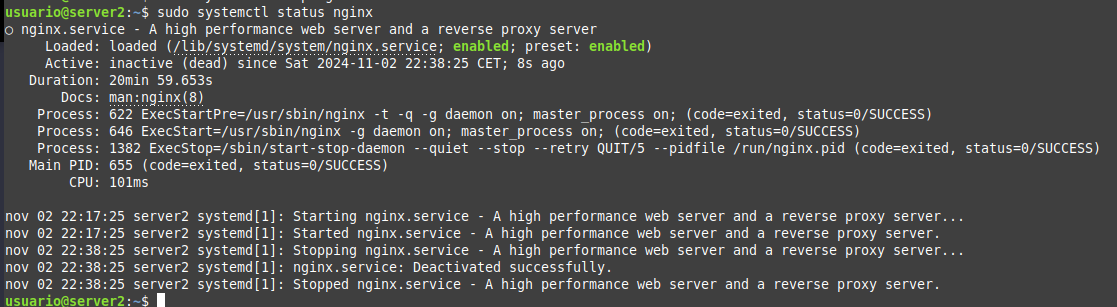 usuario@server2:~$ sudo systemctl status nginx
○ nginx.service - A high performance web server and a reverse proxy server
     Loaded: loaded (/lib/systemd/system/nginx.service; enabled; preset: enabled)
     Active: inactive (dead) since Sat 2024-11-02 22:38:25 CET; 8s ago
   Duration: 20min 59.653s
       Docs: man:nginx(8)
    Process: 622 ExecStartPre=/usr/sbin/nginx -t -q -g daemon on; master_process on; (code=exited, status=0/SUCCESS)
    Process: 646 ExecStart=/usr/sbin/nginx -g daemon on; master_process on; (code=exited, status=0/SUCCESS)
    Process: 1382 ExecStop=/sbin/start-stop-daemon --quiet --stop --retry QUIT/5 --pidfile /run/nginx.pid (code=exited, status=0/SUCCESS)
   Main PID: 655 (code=exited, status=0/SUCCESS)
        CPU: 101ms

nov 02 22:17:25 server2 systemd[1]: Starting nginx.service - A high performance web server and a reverse proxy server...
nov 02 22:17:25 server2 systemd[1]: Started nginx.service - A high performance web server and a reverse proxy server.
nov 02 22:38:25 server2 systemd[1]: Stopping nginx.service - A high performance web server and a reverse proxy server...
nov 02 22:38:25 server2 systemd[1]: nginx.service: Deactivated successfully.
nov 02 22:38:25 server2 systemd[1]: Stopped nginx.service - A high performance web server and a reverse proxy server.
usuario@server2:~$